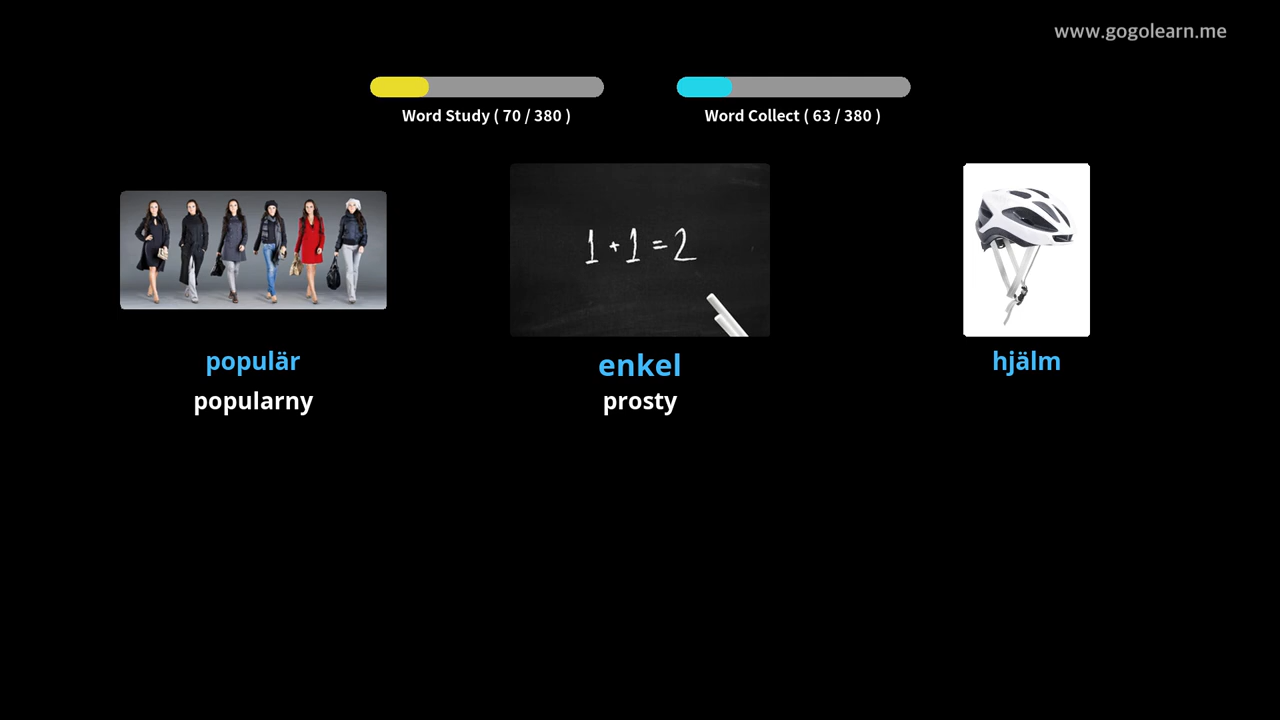 www.gogolearn.me
Word Study ( 70 / 380 )
Word Collect ( 63 / 380 )
1+1=2
populär
popularny
enkel
prosty
hjälm